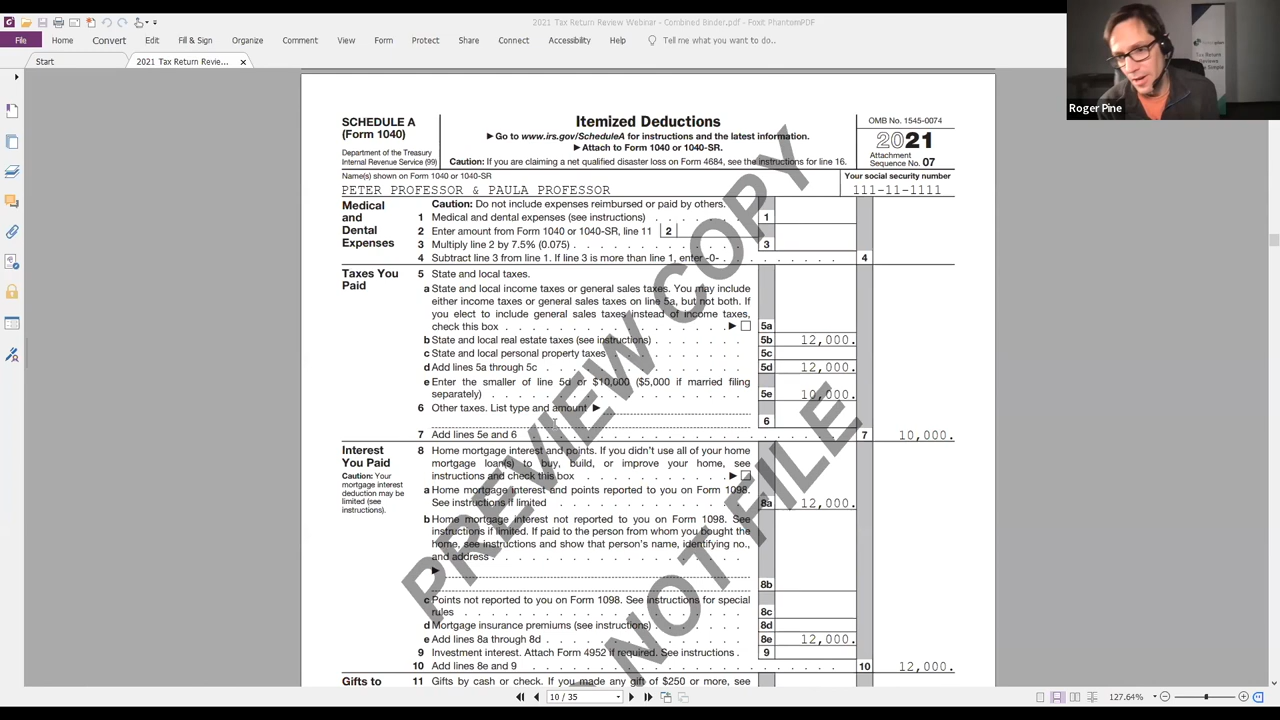 2021 Tax Return Review Webinar - Combined Binder.pdf - Foxit PhantomPDF
File Home Convert Edit Fill & Sign Organize Comment View Form Protect Share Connect Accessibility Help Tell me what you want to do..
Start 2021 Tax Return Revie...
Tax Return
Reviews
Simple
Roger Pine
SCHEDULE A
(Form 1040)
Department of the Treasury
Internal Revenue Service (99)
Itemized Deductions
►Go to www.irs.gov/ScheduleA for instructions and the latest information.
►Attach to Form 1040 or 1040-SR.
Caution: If you are claiming a net qualified disaster loss on Form 4684, see the instructions for line 16.
OMB No. 1545-0074
2021
Attachment
Sequence No. 07
Name(s) shown on Form 1040 or 1040-SR Your social security number
PETER PROFESSOR & PAULA PROFESSOR 111-11-1111
Medical
and
Dental
Expenses
Caution: Do not include expenses reimbursed or paid by others.
1 Medical and dental expenses (see instructions) . . . . . . . 1
2 Enter amount from Form 1040 or 1040-SR, line 11 2
3 Multiply line 2 by 7.5% (0.075) . . . . . . . . . . . . . 3
4 Subtract line 3 from line 1. If line 3 is more than line 1, enter -0- . . . . . . . . . 4
Taxes You
Paid
5 State and local taxes.
a State and local income taxes or general sales taxes. You may include
either income taxes or general sales taxes on line 5a, but not both. If
you elect to include general sales taxes instead of income taxes,
check this box . . . . . . . . . . . . . . . . . ► 5a
b State and local real estate taxes (see instructions) . . . . . . . 5b 12,000.
c State and local personal property taxes . . . . . . . . . . 5c
d Add lines 5a through 5c . . . . . . . . . . . . . . . 5d 12,000.
e Enter the smaller of line 5d or $10,000 ($5,000 if married filing
separately) . . . . . . . . . . . . . . . . . . . 5e 10,000.
6 Other taxes. List type and amount ►
6
7 Add lines 5e and 6 . . . . . . . . . . . . . . . . . . . . . . . 7 10,000.
Interest
You Paid
Caution: Your
mortgage interest
deduction may be
limited (see
instructions).
8 Home mortgage interest and points. If you didn't use all of your home
mortgage loan(s) to buy, build, or improve your home, see
instructions and check this box . . . . . . . . . . . ►
a Home mortgage interest and points reported to you on Form 1098.
See instructions if limited . . . . . . . . . . . . . . 8a 12,000.
b Home mortgage interest not reported to you on Form 1098. See
instructions if limited. If paid to the person from whom you bought the
home, see instructions and show that person's name, identifying no.,
and address . . . . . . . . . . . . . . . . . . .
►
8b
c Points not reported to you on Form 1098. See instructions for special
rules . . . . . . . . . . . . . . . . . . . . . 8c
d Mortgage insurance premiums (see instructions) . . . . . . . 8d
e Add lines 8a through 8d . . . . . . . . . . . . . . . 8e 12,000.
9 Investment interest. Attach Form 4952 if required. See instructions . 9
10 Add lines 8e and 9 . . . . . . . . . . . . . . . . . . . . . . . 10 12,000.
Gifts to 11 Gifts by cash or check. If you made any gift of $250 or more, see
PREVIEW COPY
NOT FILE
10 / 35 127.64%